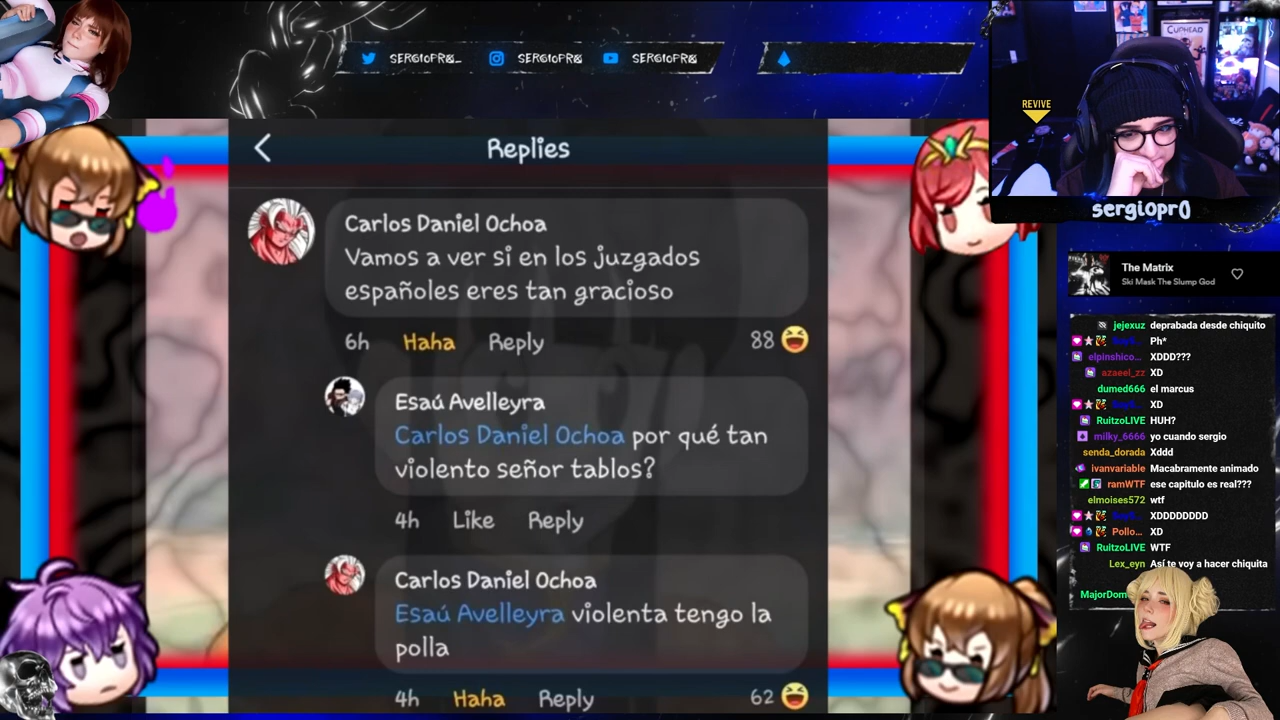 SERGIOPR0_
SERGIOPR0
SERGIOPR0
CUPHEAD
REVIVE
sergiopr0
Replies
Carlos Daniel Ochoa
Vamos a ver si en los juzgados
españoles eres tan gracioso
6h Haha Reply 88
Esaú Avelleyra
Carlos Daniel Ochoa por qué tan
violento señor tablos?
4h Like Reply
Carlos Daniel Ochoa
Esaú Avelleyra violenta tengo la
polla
4h Haha Reply 62
The Matrix
Ski Mask The Slump God
jejexuz deprabada desde chiquito
Ph*
elpinshico... XDDD???
azaeel_zz XD
dumed666 el marcus
XD
RuitzoLIVE HUH?
milky_6666 yo cuando sergio
senda_dorada Xddd
ivanvariable Macabramente animado
ramWTF ese capitulo es real???
elmoises572 wtf
XDDDDDDD
Pollo... XD
RuitzoLIVE WTF
Lex_eyn Así te voy a hacer chiquita
MajorDom